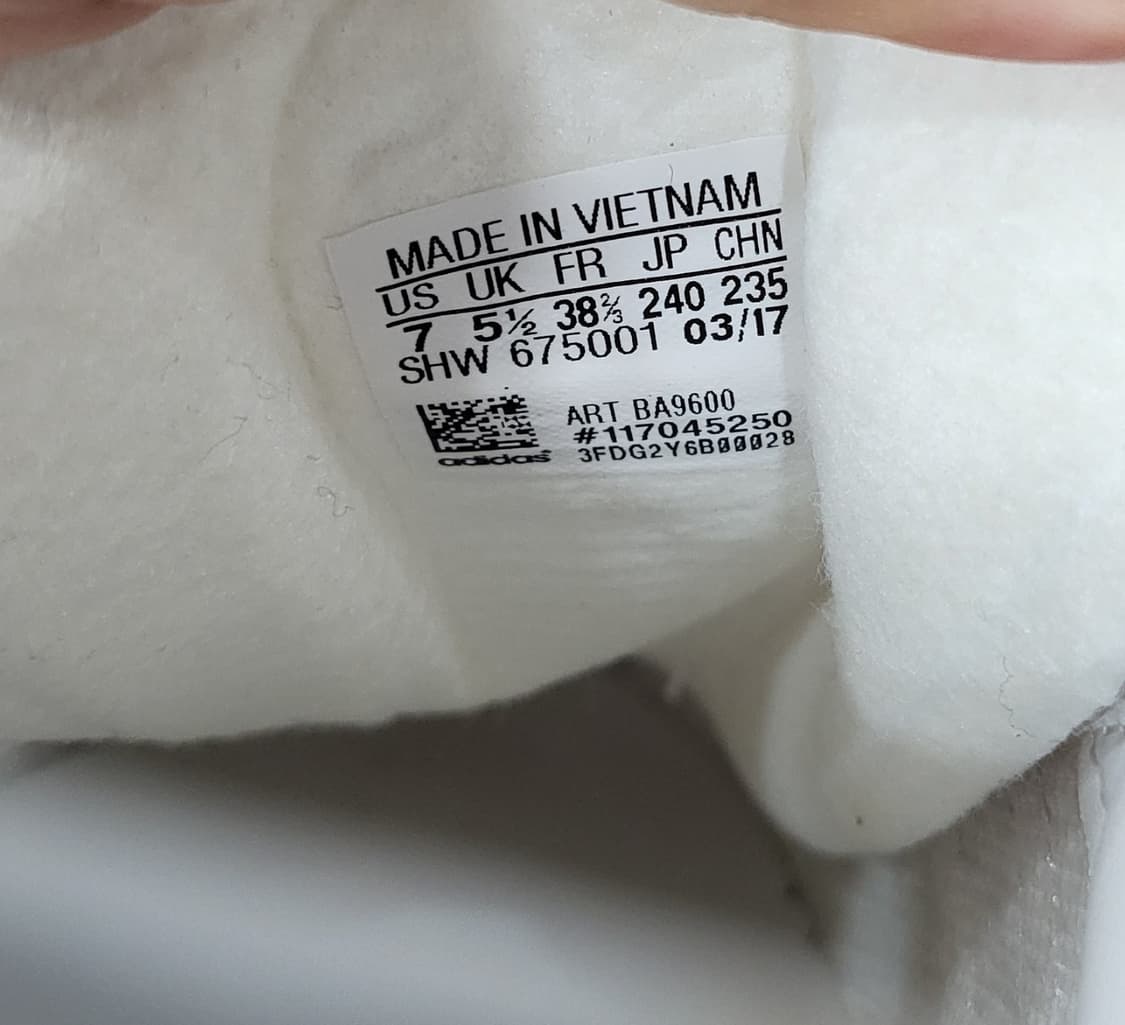 MADE IN VIETNAM
US UK FR JP CHN
7 5½ 38⅔ 240 235
SHW 675001 03/17
ART BA9600
#117045250
adidas 3FDG2Y6B00028